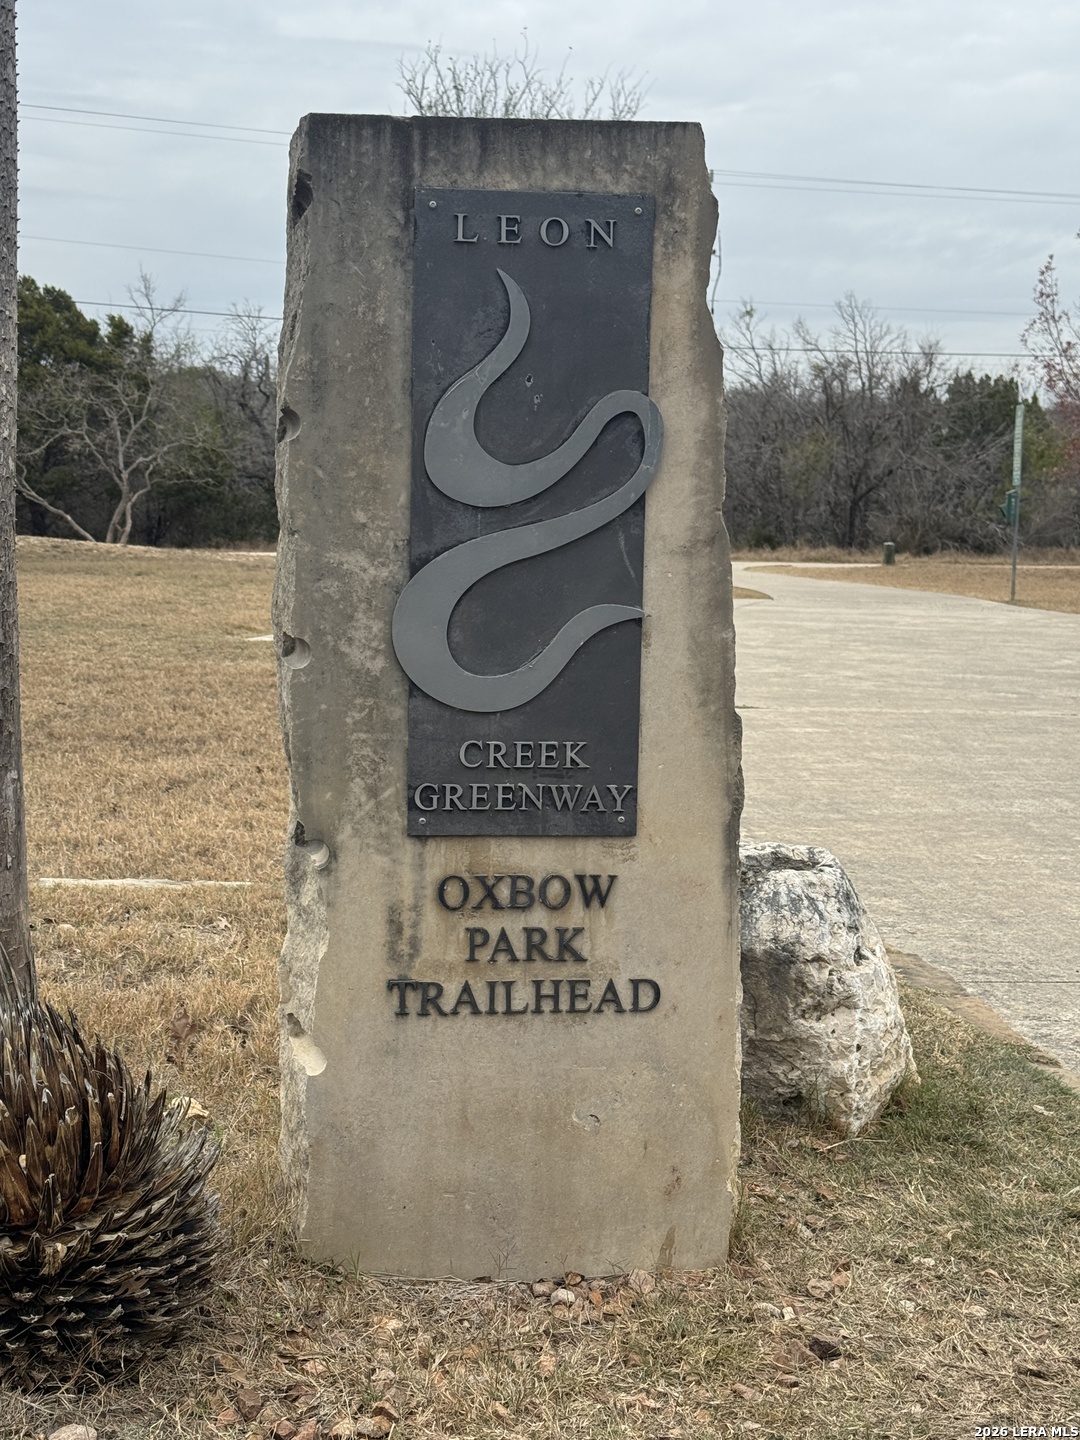 LEON
CREEK
GREENWAY
OXBOW
PARK
TRAILHEAD
2026 LERA MLS